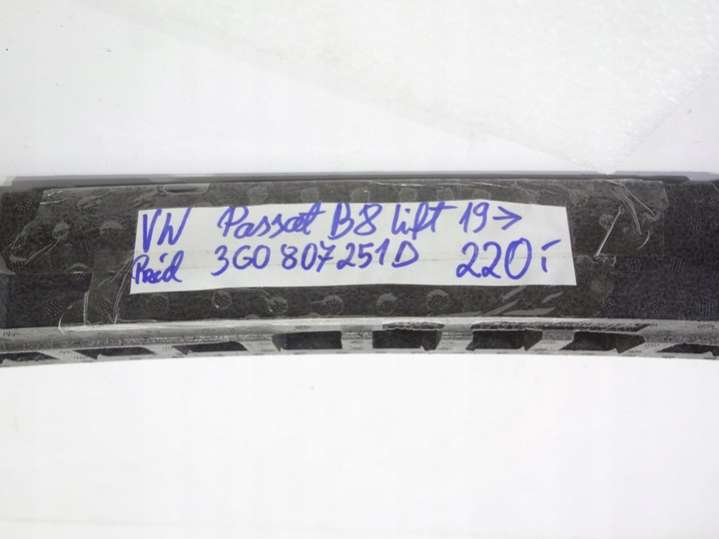 VW Passat B8 lift 19→
Przód 3G0 807 251 D 220,-